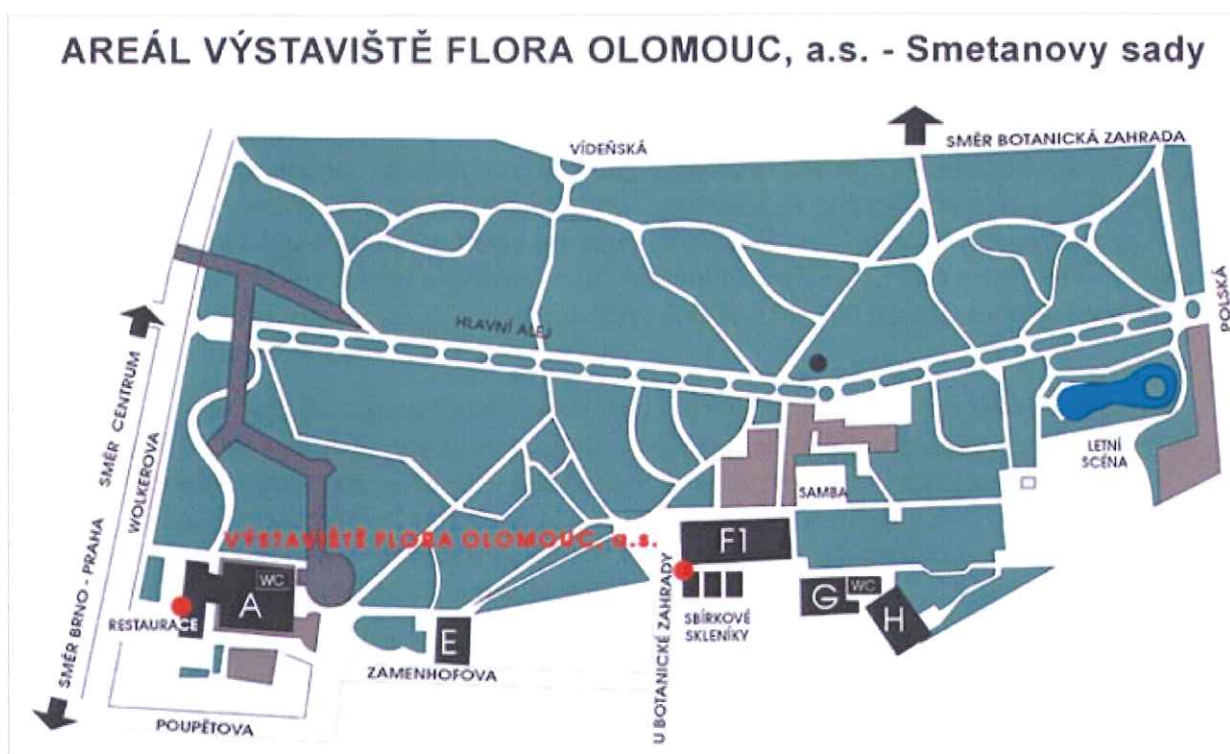 AREÁL VÝSTAVIŠTĚ FLORA OLOMOUC, a.s. - Smetanovy sady
VÍDEŇSKÁ
SMĚR BOTANICKÁ ZAHRADA
POLSKÁ
HLAVNÍ ALEJ
SMĚR CENTRUM
WOLKEROVA
SMĚR BRNO - PRAHA
LETNÍ
SCÉNA
SAMBA
VÝSTAVIŠTĚ FLORA OLOMOUC, a.s.
F1
WC
A
RESTAURACE
E
ZAMENHOFOVA
U BOTANICKÉ ZAHRADY
SBÍRKOVÉ
SKLENÍKY
G
WC
H
POUPĚTOVA